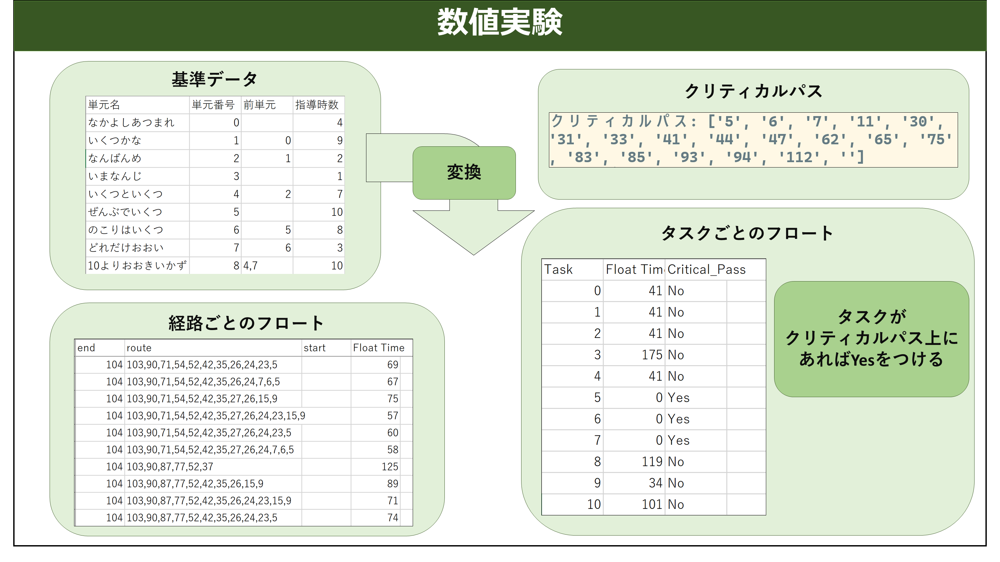 数値実験
基準データ
単元名 単元番号 前単元 指導時数
なかよしあつまれ 0 4
いくつかな 1 0 9
なんばんめ 2 1 2
いまなんじ 3 1
いくつといくつ 4 2 7
ぜんぶでいくつ 5 10
のこりはいくつ 6 5 8
どれだけおおい 7 6 3
10よりおおきいかず 8 4,7 10
変換
クリティカルパス
クリティカルパス: ['5', '6', '7', '11', '30',
'31', '33', '41', '44', '47', '62', '65', '75'
, '83', '85', '93', '94', '112', '']
経路ごとのフロート
end route start Float Time
104 103,90,71,54,52,42,35,26,24,23,5 69
104 103,90,71,54,52,42,35,26,24,7,6,5 67
104 103,90,71,54,52,42,35,27,26,15,9 75
104 103,90,71,54,52,42,35,27,26,24,23,15,9 57
104 103,90,71,54,52,42,35,27,26,24,23,5 60
104 103,90,71,54,52,42,35,27,26,24,7,6,5 58
104 103,90,87,77,52,37 125
104 103,90,87,77,52,42,35,26,15,9 89
104 103,90,87,77,52,42,35,26,24,23,15,9 71
104 103,90,87,77,52,42,35,26,24,23,5 74
タスクごとのフロート
Task Float Tim Critical_Pass
0 41 No
1 41 No
2 41 No
3 175 No
4 41 No
5 0 Yes
6 0 Yes
7 0 Yes
8 119 No
9 34 No
10 101 No
タスクが
クリティカルパス上に
あればYesをつける